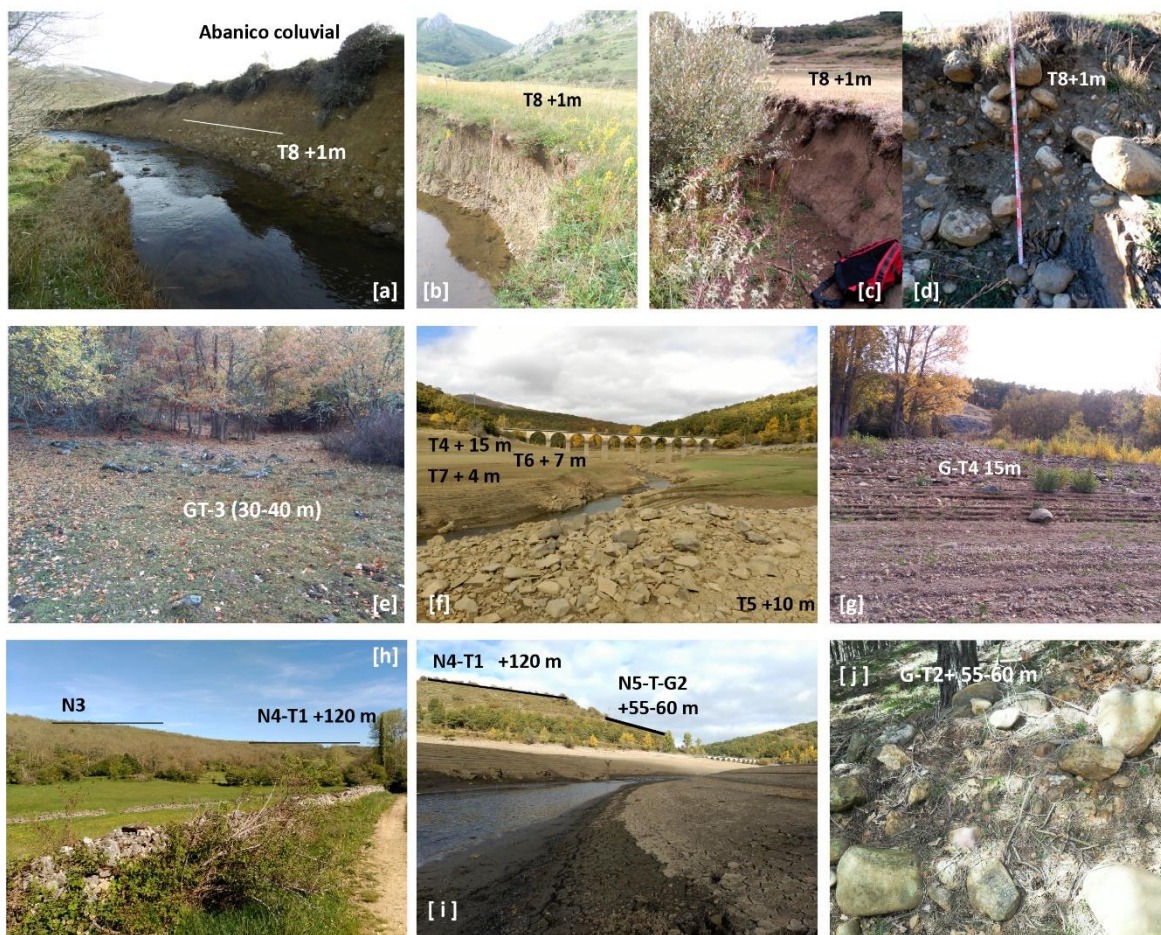 Abanico coluvial
T8 +1m
[a]
T8 +1m
[b]
T8 +1m
[c]
T8+1m
[d]
GT-3 (30-40 m)
[e]
T4 + 15 m
T6 + 7 m
T7 + 4 m
T5 +10 m
[f]
G-T4 15m
[g]
[h]
N3
N4-T1 +120 m
N4-T1 +120 m
N5-T-G2
+55-60 m
[ i ]
[ j ]
G-T2+ 55-60 m